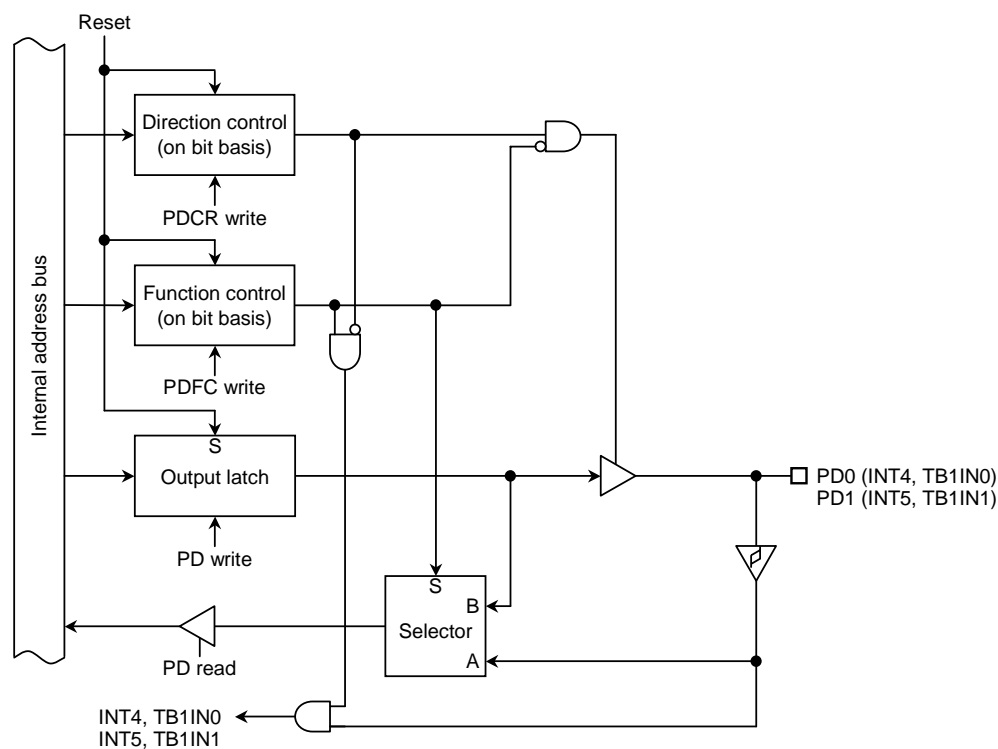 Reset
Direction control
(on bit basis)
PDCR write
Internal address bus
Function control
(on bit basis)
PDFC write
S
Output latch
PD write
PD0 (INT4, TB1IN0)
PD1 (INT5, TB1IN1)
S
B
Selector
A
PD read
INT4, TB1IN0
INT5, TB1IN1